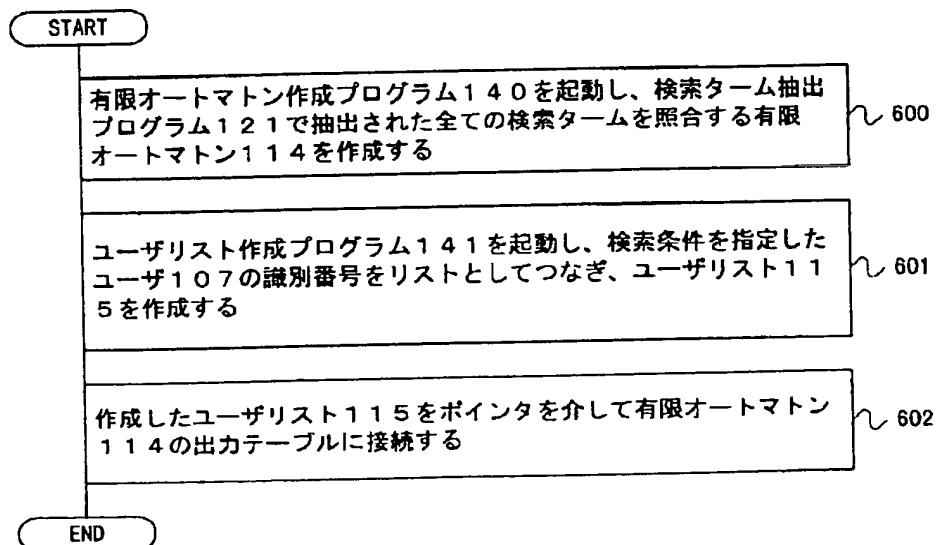 START
有限オートマトン作成プログラム140を起動し、検索ターム抽出
プログラム121で抽出された全ての検索タームを照合する有限
オートマトン114を作成する
600
ユーザリスト作成プログラム141を起動し、検索条件を指定した
ユーザ107の識別番号をリストとしてつなぎ、ユーザリスト11
5を作成する
601
作成したユーザリスト115をポインタを介して有限オートマトン
114の出力テーブルに接続する
602
END